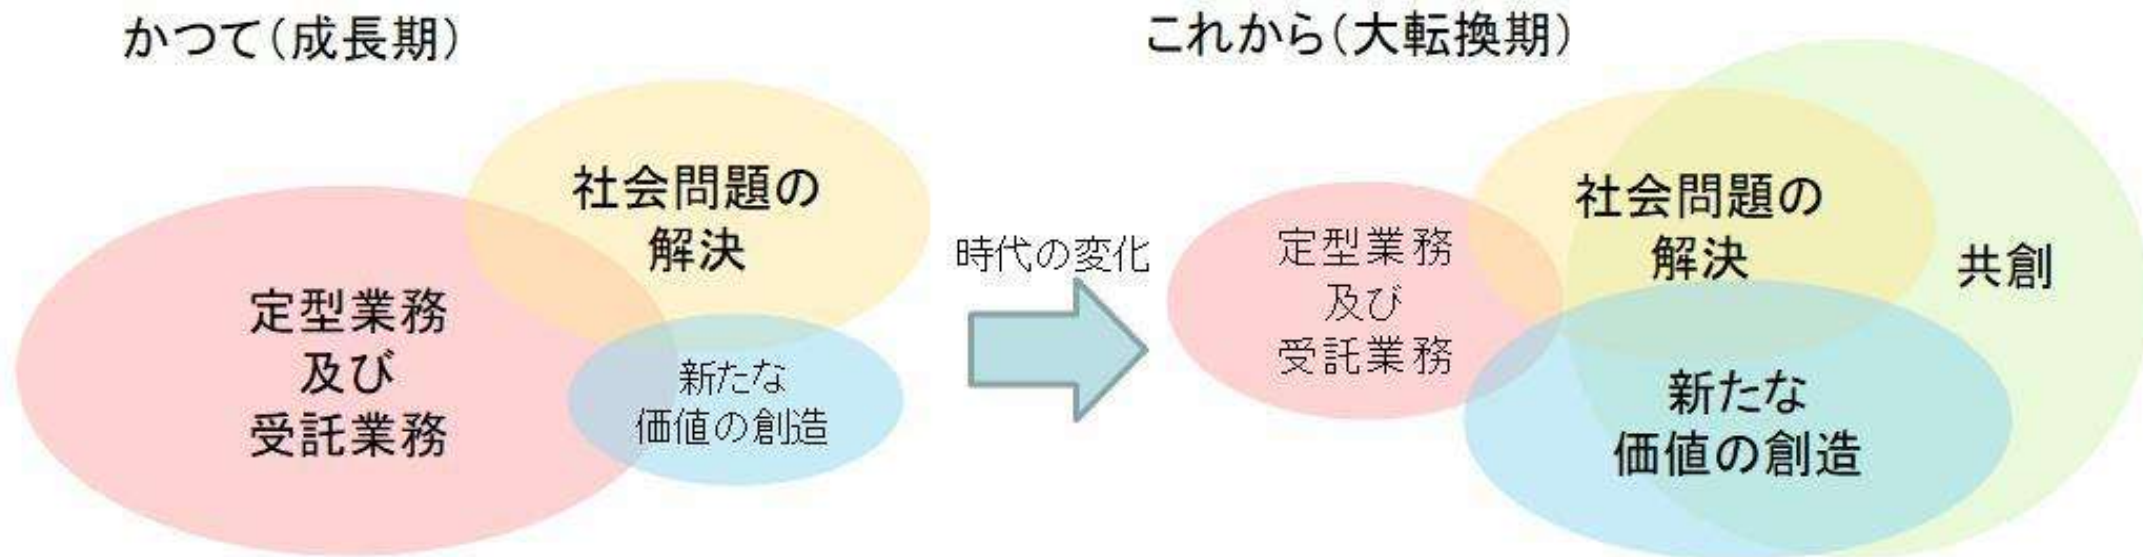 かつて(成長期)
社会問題の
解決
定型業務
及び
受託業務
新たな
価値の創造
時代の変化
これから(大転換期)
定型業務
及び
受託業務
社会問題の
解決
共創
新たな
価値の創造